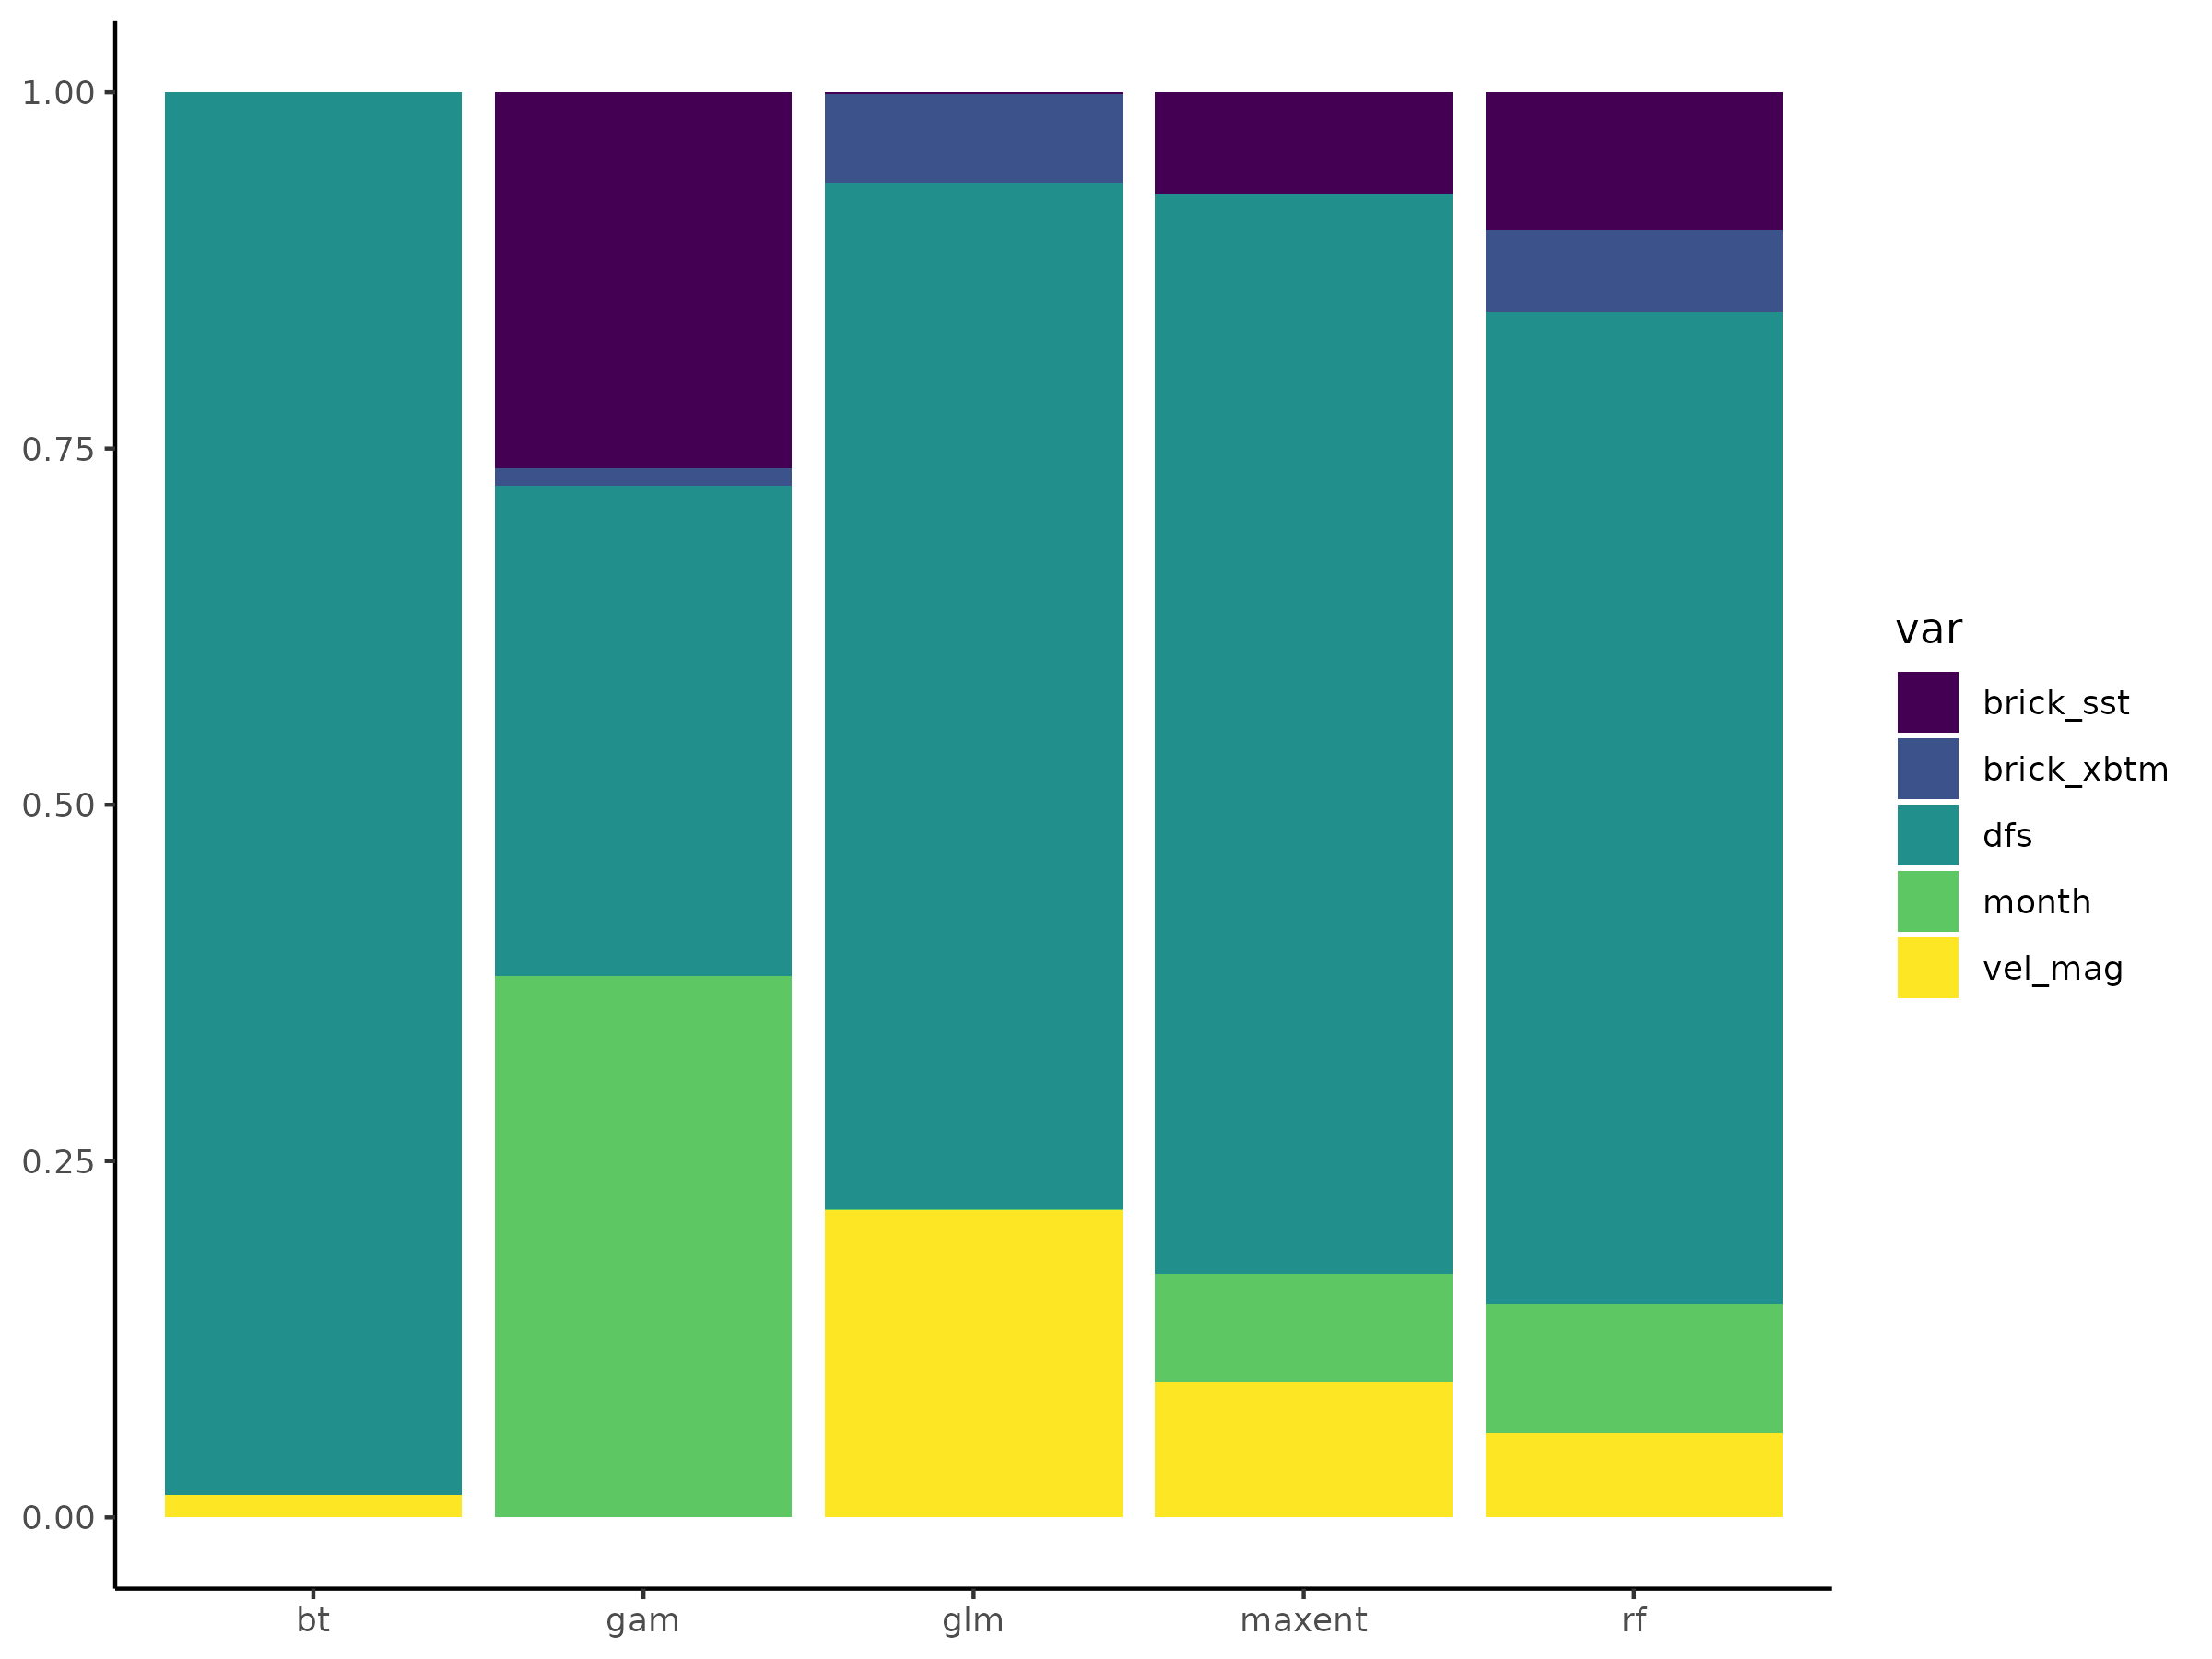 1.00
0.75
0.50
0.25
0.00
bt
gam
glm
maxent
rf
var
brick_sst
brick_xbtm
dfs
month
vel_mag